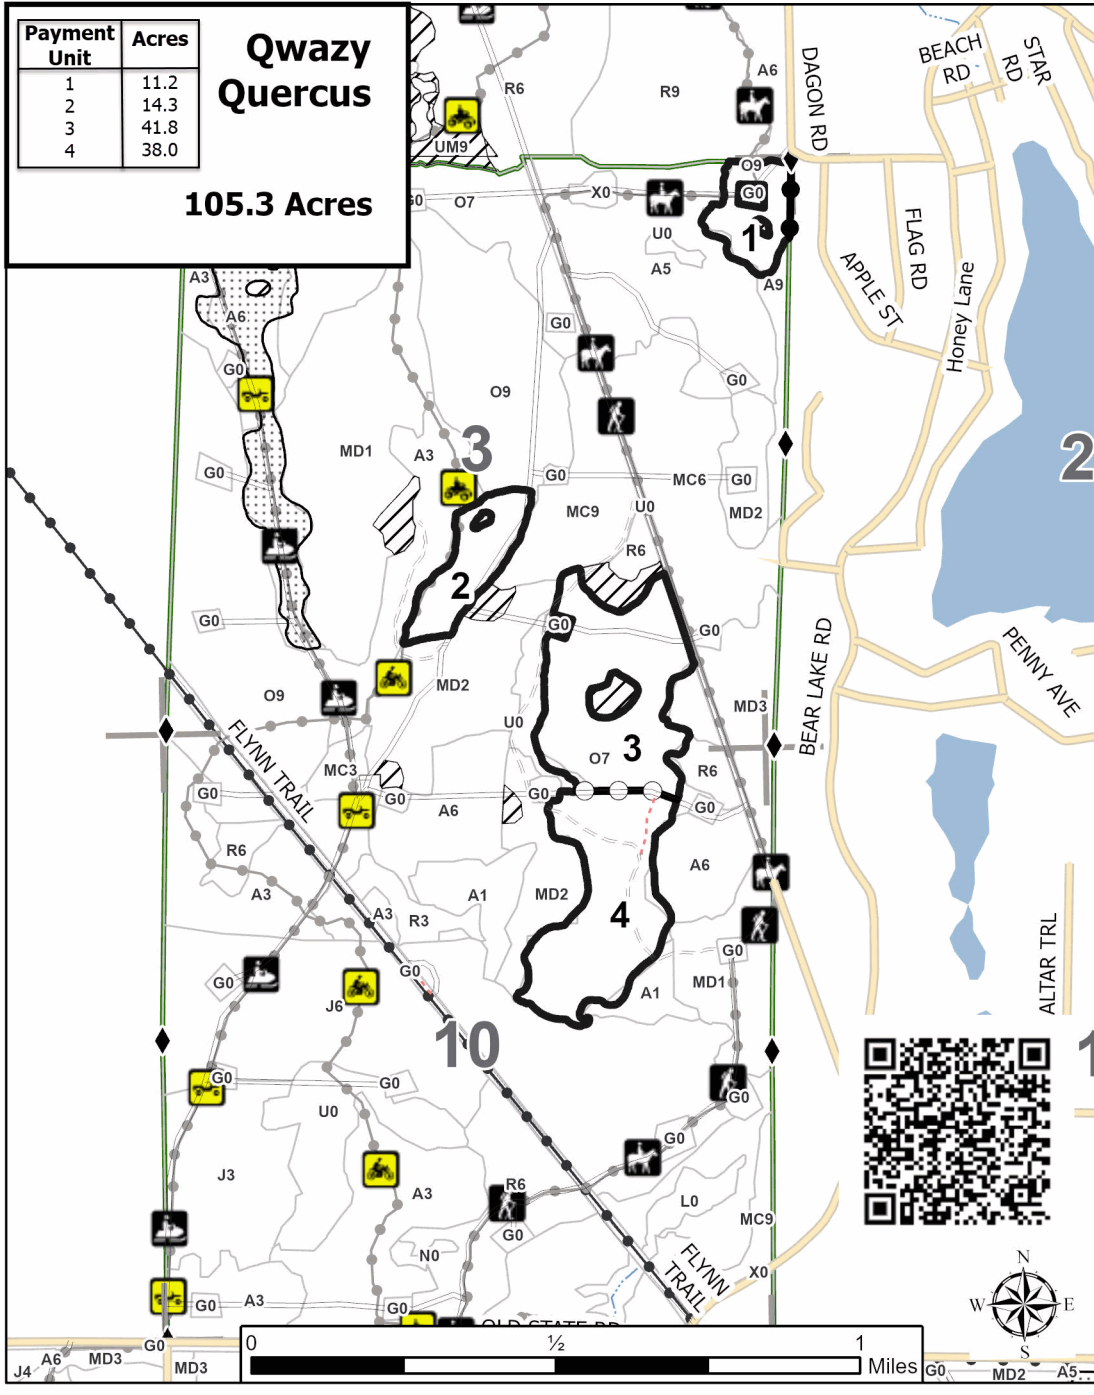 Payment Unit Acres
1 11.2
2 14.3
3 41.8
4 38.0
Qwazy
Quercus
105.3 Acres
R6
R9
A6
DAGON RD
BEACH RD
STAR RD
UM9
O9
G0
G0
O7
X0
U0
1
A5
A9
FLAG RD
APPLE ST
Honey Lane
A3
A6
G0
G0
G0
O9
MD1
A3
3
G0
MC6
G0
2
G0
MC9
U0
MD2
R6
2
G0
G0
G0
BEAR LAKE RD
PENNY AVE
O9
MD2
U0
MD3
FLYNN TRAIL
3
O7
R6
MC3
G0
G0
A6
G0
G0
R6
A3
A1
MD2
A6
A3
R3
4
G0
G0
G0
MD1
A1
ALTAR TRL
J6
10
1
G0
G0
G0
U0
G0
J3
A3
R6
L0
G0
MC9
N0
FLYNN TRAIL
X0
N
W
E
S
G0
A3
G0
OLD STATE RD
G0
0
½
1
Miles
J4
A6
MD3
MD3
G0
MD2
A5